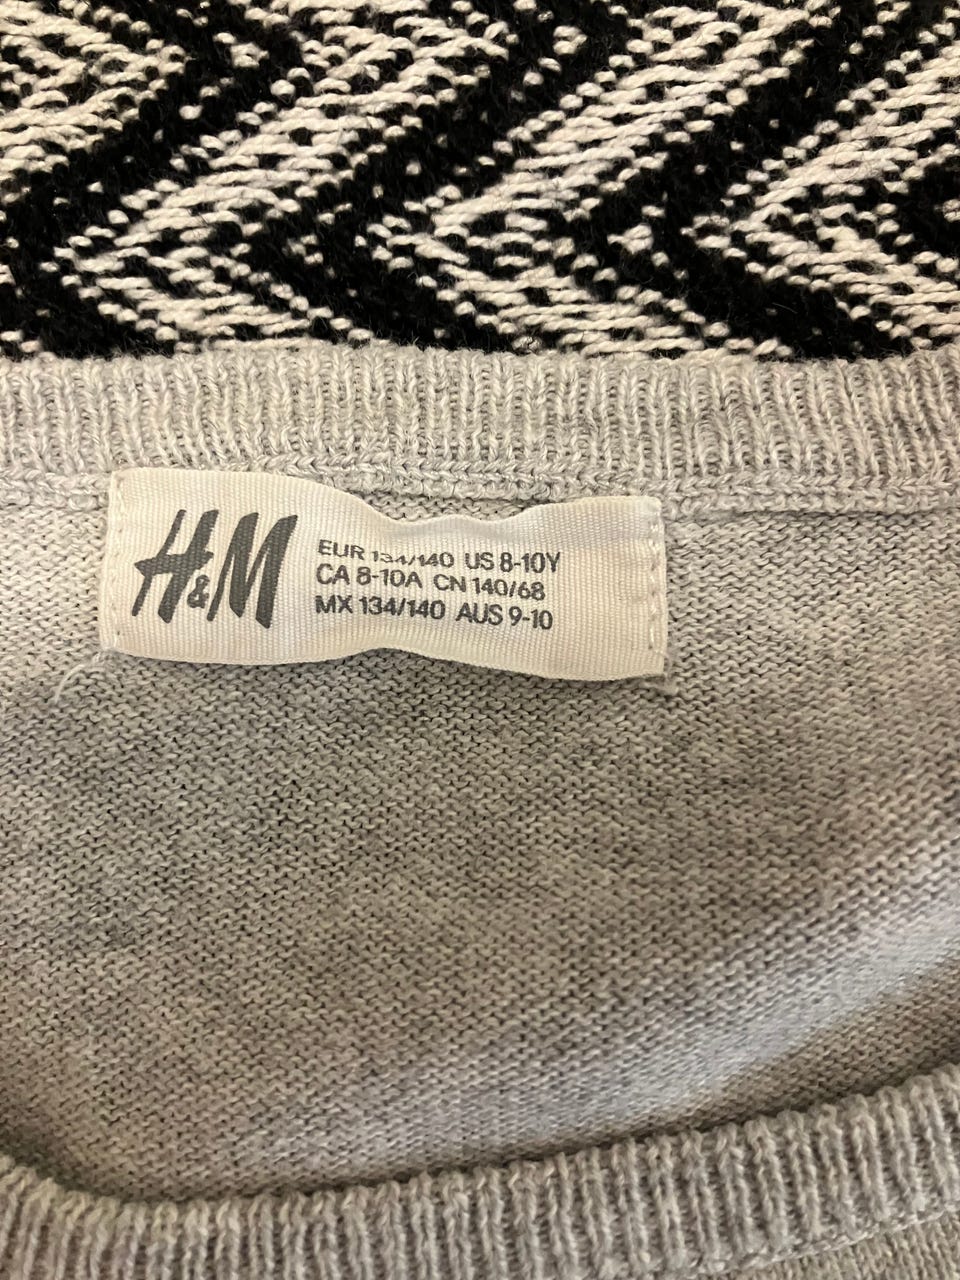 H&M
EUR 134/140 US 8-10Y
CA 8-10A CN 140/68
MX 134/140 AUS 9-10